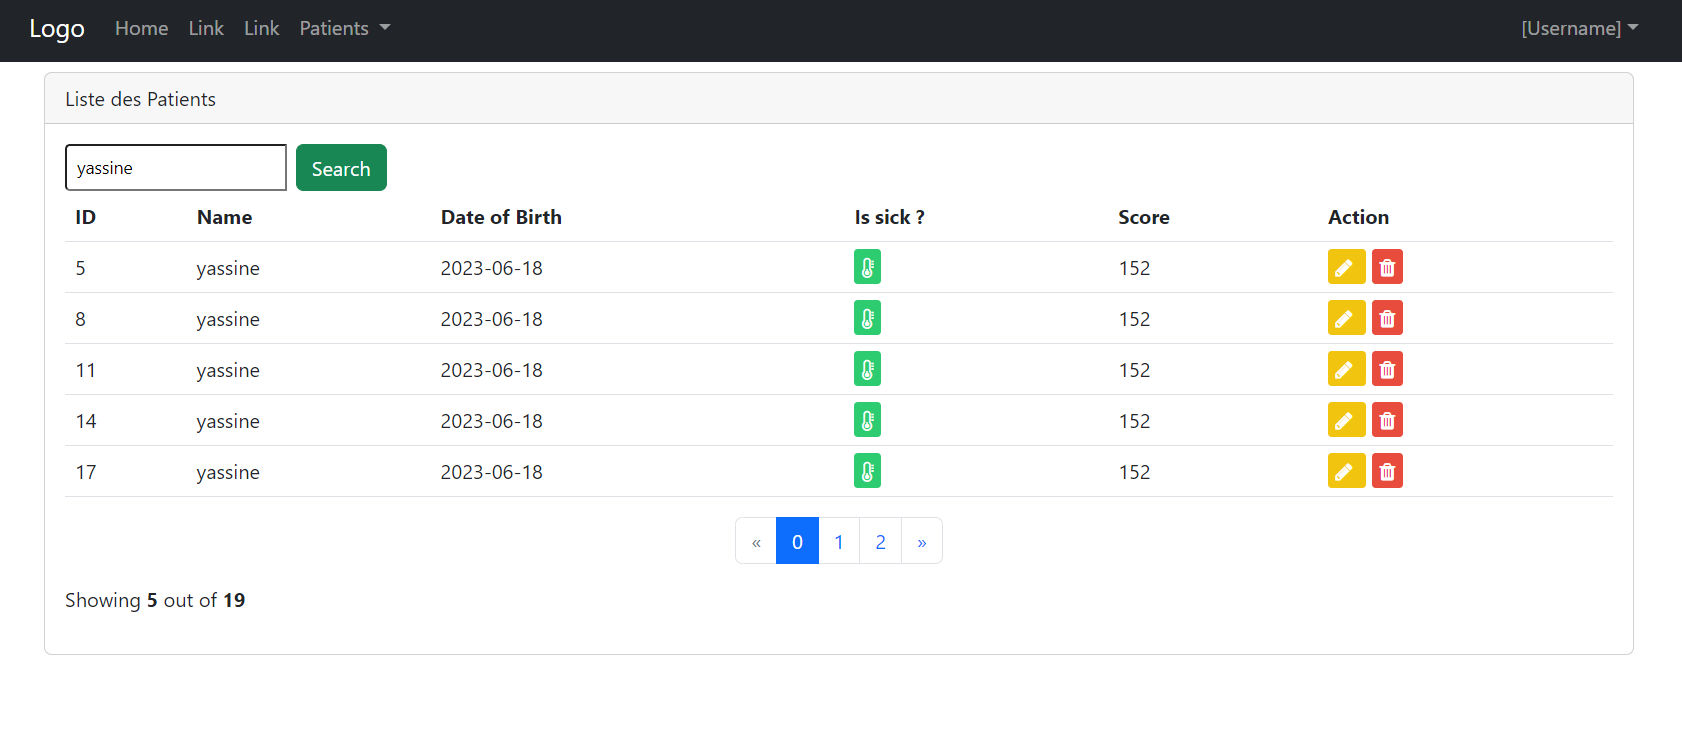 Logo Home Link Link Patients [Username]
Liste des Patients
yassine Search
ID Name Date of Birth Is sick ? Score Action
5 yassine 2023-06-18 152
8 yassine 2023-06-18 152
11 yassine 2023-06-18 152
14 yassine 2023-06-18 152
17 yassine 2023-06-18 152
« 0 1 2 »
Showing 5 out of 19